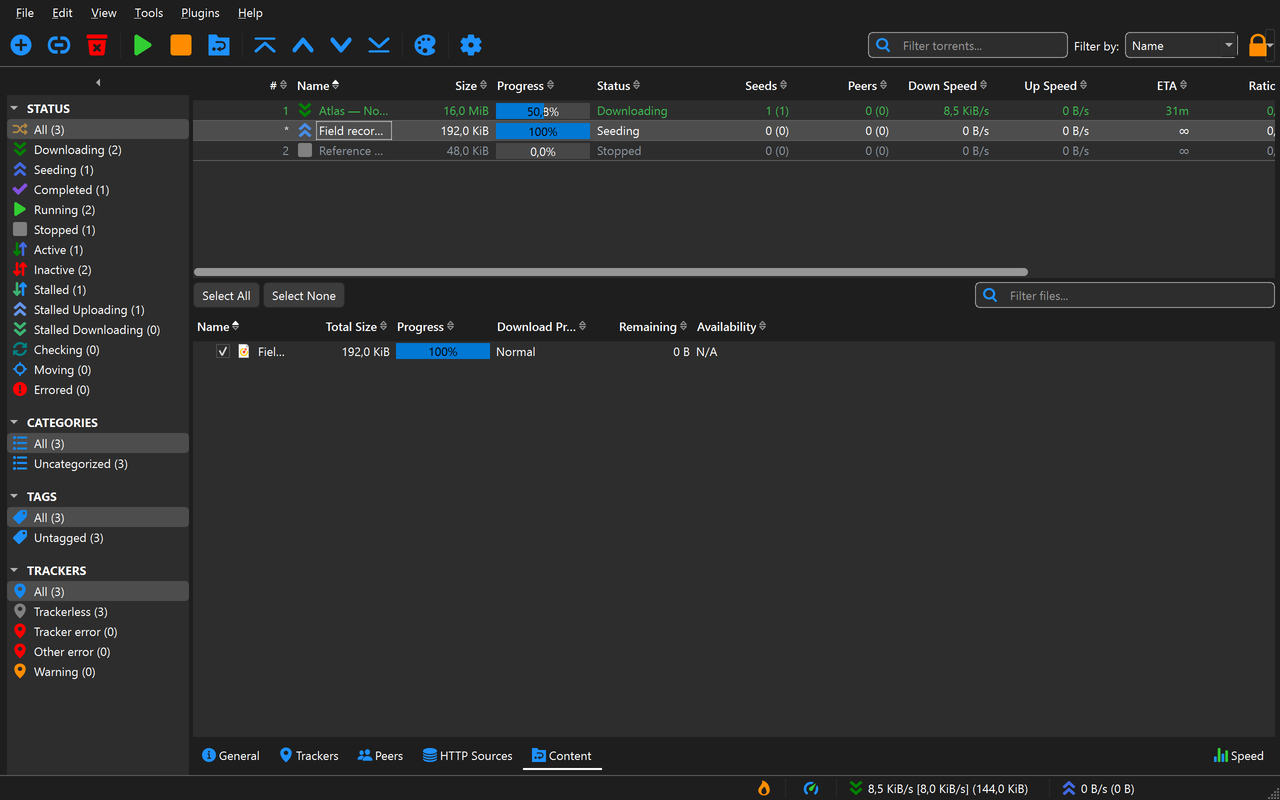 File Edit View Tools Plugins Help
Filter torrents... Filter by: Name
# Name Size Progress Status Seeds Peers Down Speed Up Speed ETA Ratio
1 Atlas — No... 16,0 MiB 50,8% Downloading 1 (1) 0 (0) 8,5 KiB/s 0 B/s 31m 0,
* Field recor... 192,0 KiB 100% Seeding 0 (0) 0 (0) 0 B/s 0 B/s ∞ 0,
2 Reference ... 48,0 KiB 0,0% Stopped 0 (0) 0 (0) 0 B/s 0 B/s ∞ 0,
STATUS
All (3)
Downloading (2)
Seeding (1)
Completed (1)
Running (2)
Stopped (1)
Active (1)
Inactive (2)
Stalled (1)
Stalled Uploading (1)
Stalled Downloading (0)
Checking (0)
Moving (0)
Errored (0)
CATEGORIES
All (3)
Uncategorized (3)
TAGS
All (3)
Untagged (3)
TRACKERS
All (3)
Trackerless (3)
Tracker error (0)
Other error (0)
Warning (0)
Select All Select None Filter files...
Name Total Size Progress Download Pr... Remaining Availability
Fiel... 192,0 KiB 100% Normal 0 B N/A
General Trackers Peers HTTP Sources Content Speed
8,5 KiB/s [8,0 KiB/s] (144,0 KiB) 0 B/s (0 B)